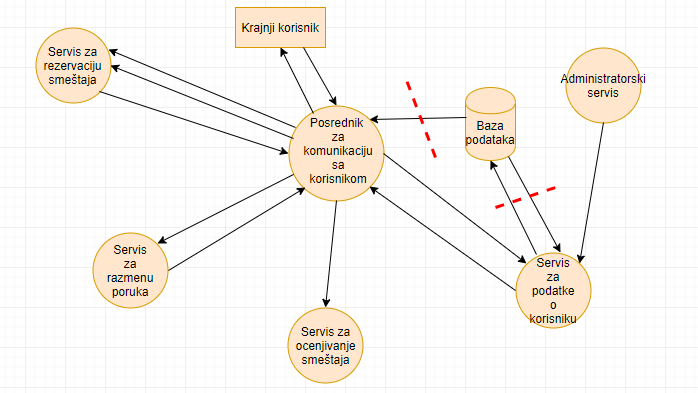 Krajnji korisnik
Servis za
rezervaciju
smeštaja
Administratorski
servis
Posrednik
za
komunikaciju
sa
korisnikom
Baza
podataka
Servis
za
razmenu
poruka
Servis
za
podatke
o
korisniku
Servis za
ocenjivanje
smeštaja